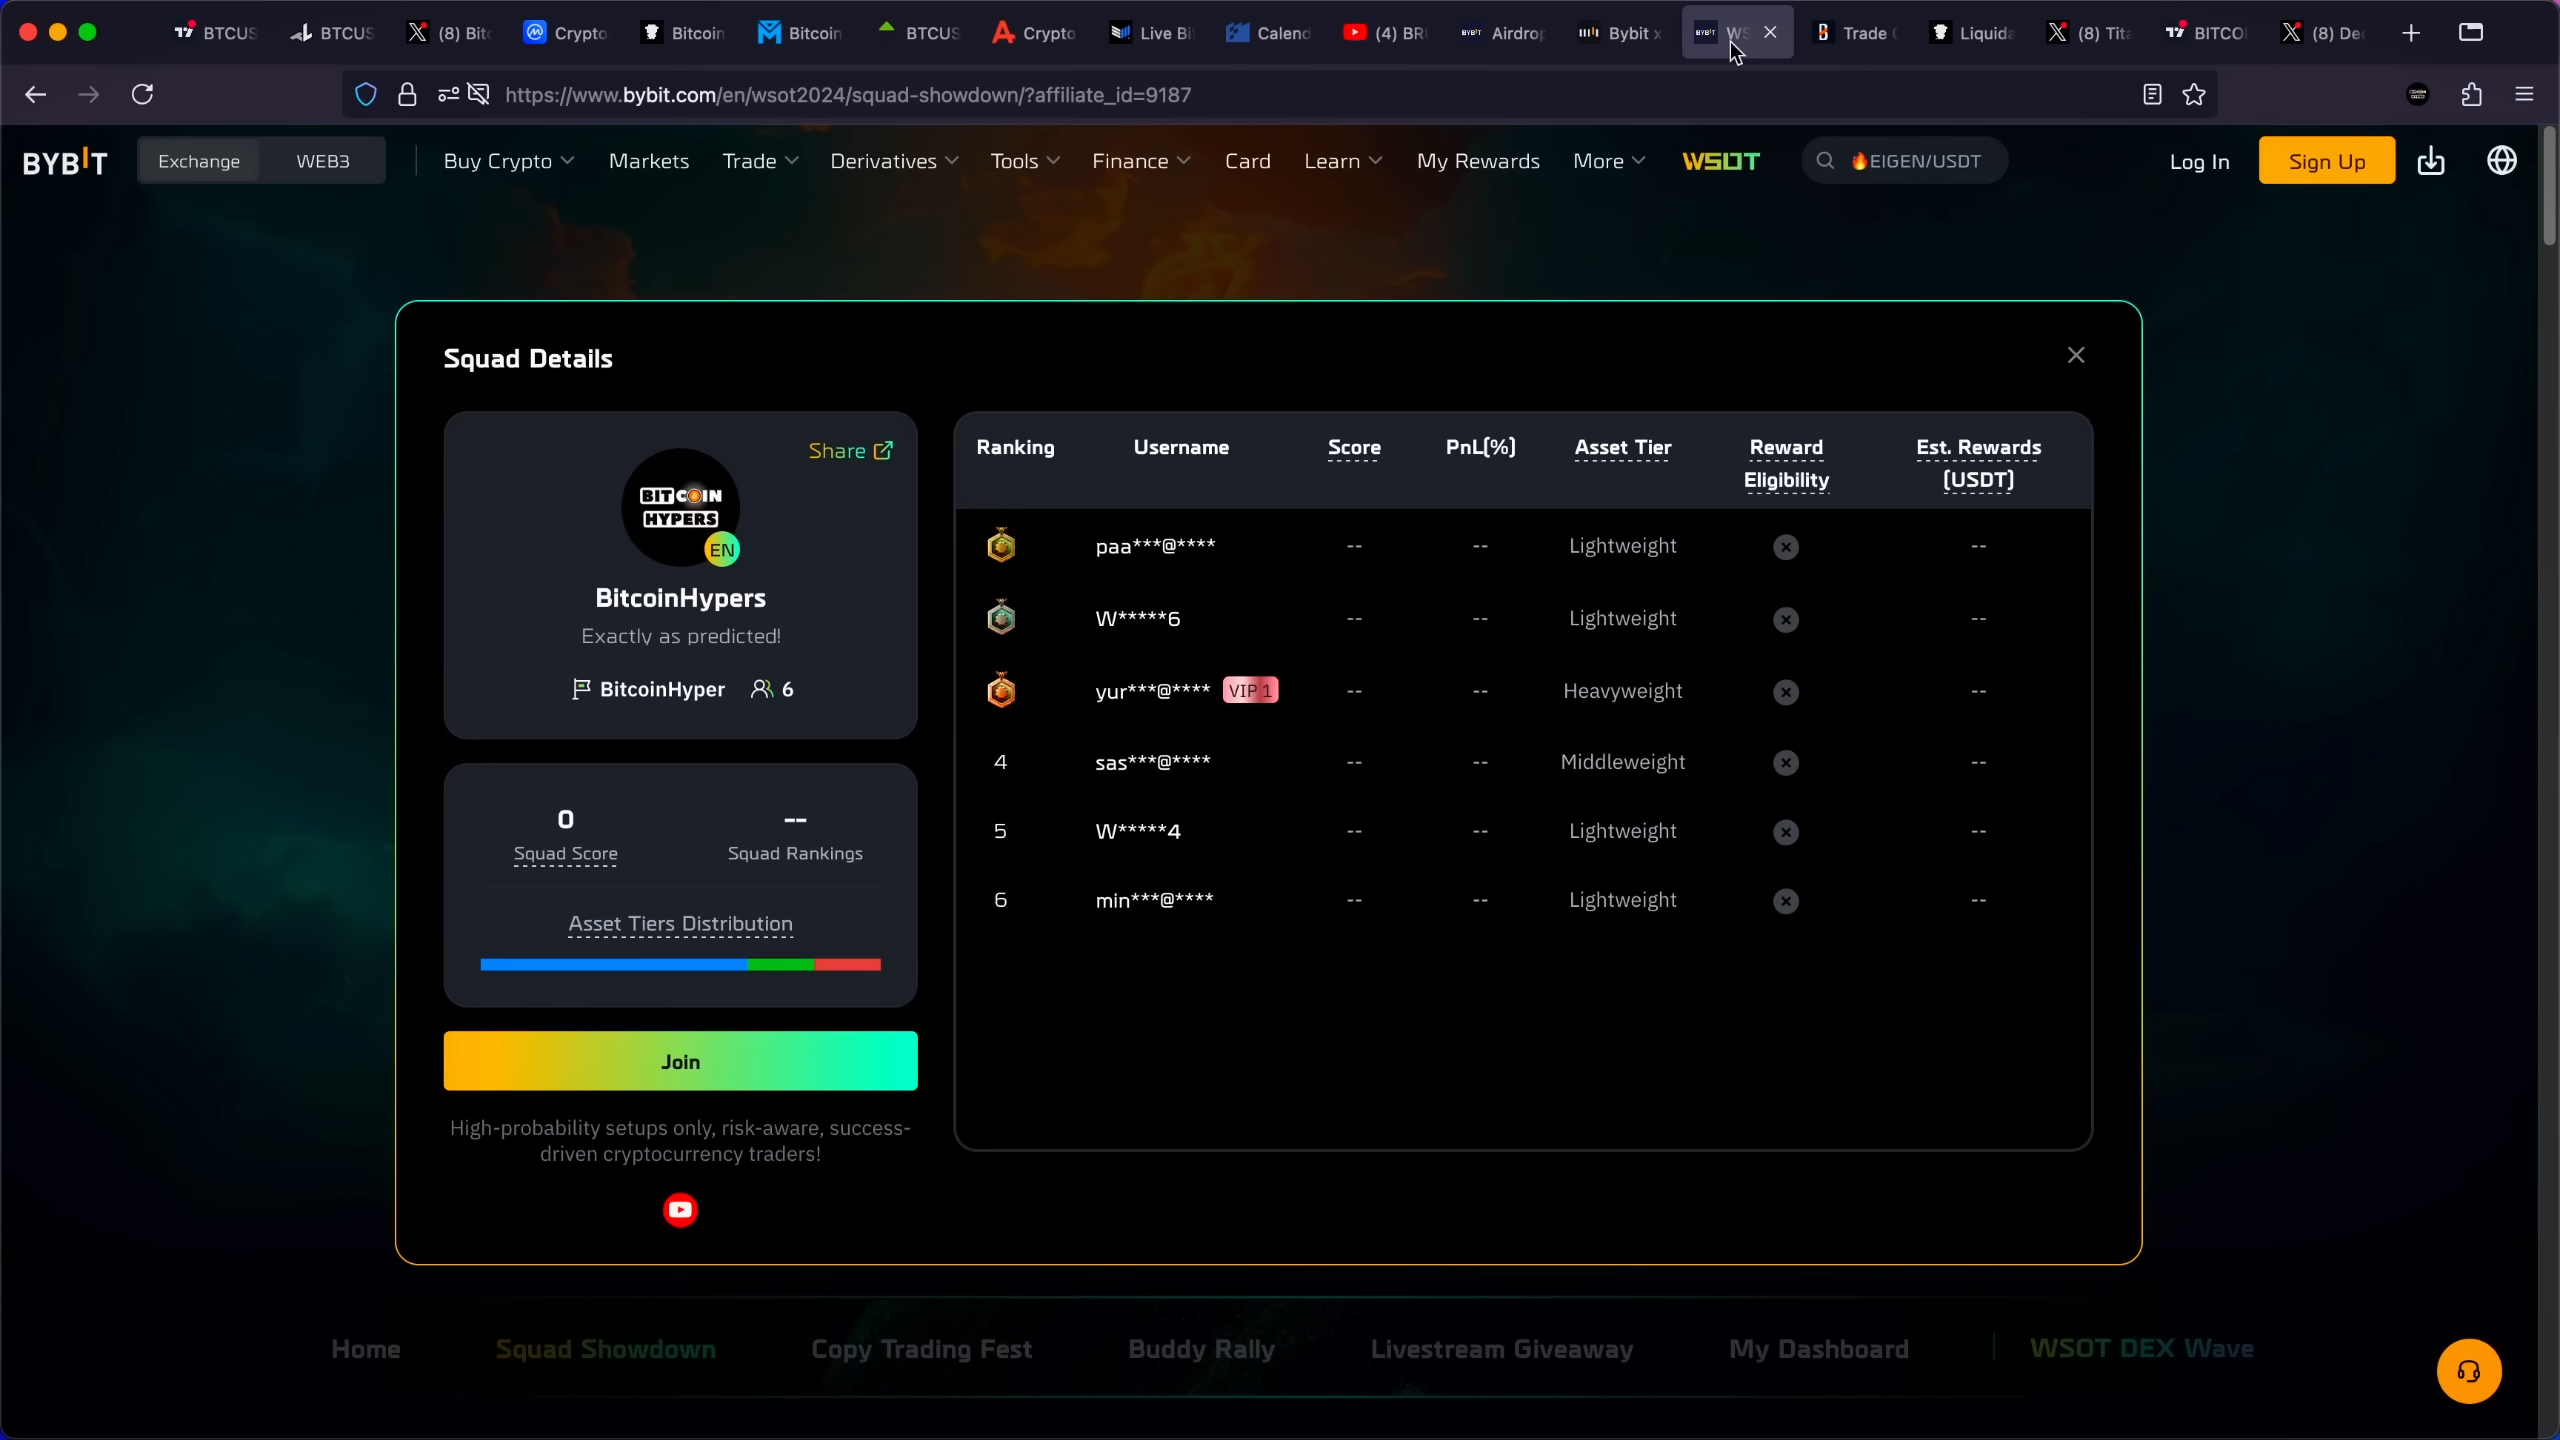 BTCUS
BTCUS
(8) Bit
Crypto
Bitcoin
Bitcoin
BTCUS
Crypto
Live Bi
Calend
(4) BR
Airdrop
Bybit x
WS
Trade
Liquida
(8) Tit
BITCO
(8) De
https://www.bybit.com/en/wsot2024/squad-showdown/?affiliate_id=9187
BYBIT
Exchange
WEB3
Buy Crypto
Markets
Trade
Derivatives
Tools
Finance
Card
Learn
My Rewards
More
WSOT
EIGEN/USDT
Log In
Sign Up
Squad Details
Share
BITCOIN
HYPERS
EN
BitcoinHypers
Exactly as predicted!
BitcoinHyper 6
0 --
Squad Score Squad Rankings
Asset Tiers Distribution
Join
High-probability setups only, risk-aware, success-
driven cryptocurrency traders!
Ranking Username Score PnL(%) Asset Tier Reward Eligibility Est. Rewards (USDT)
paa***@**** -- -- Lightweight --
W*****6 -- -- Lightweight --
yur***@**** VIP 1 -- -- Heavyweight --
4 sas***@**** -- -- Middleweight --
5 W*****4 -- -- Lightweight --
6 min***@**** -- -- Lightweight --
Home Squad Showdown Copy Trading Fest Buddy Rally Livestream Giveaway My Dashboard WSOT DEX Wave